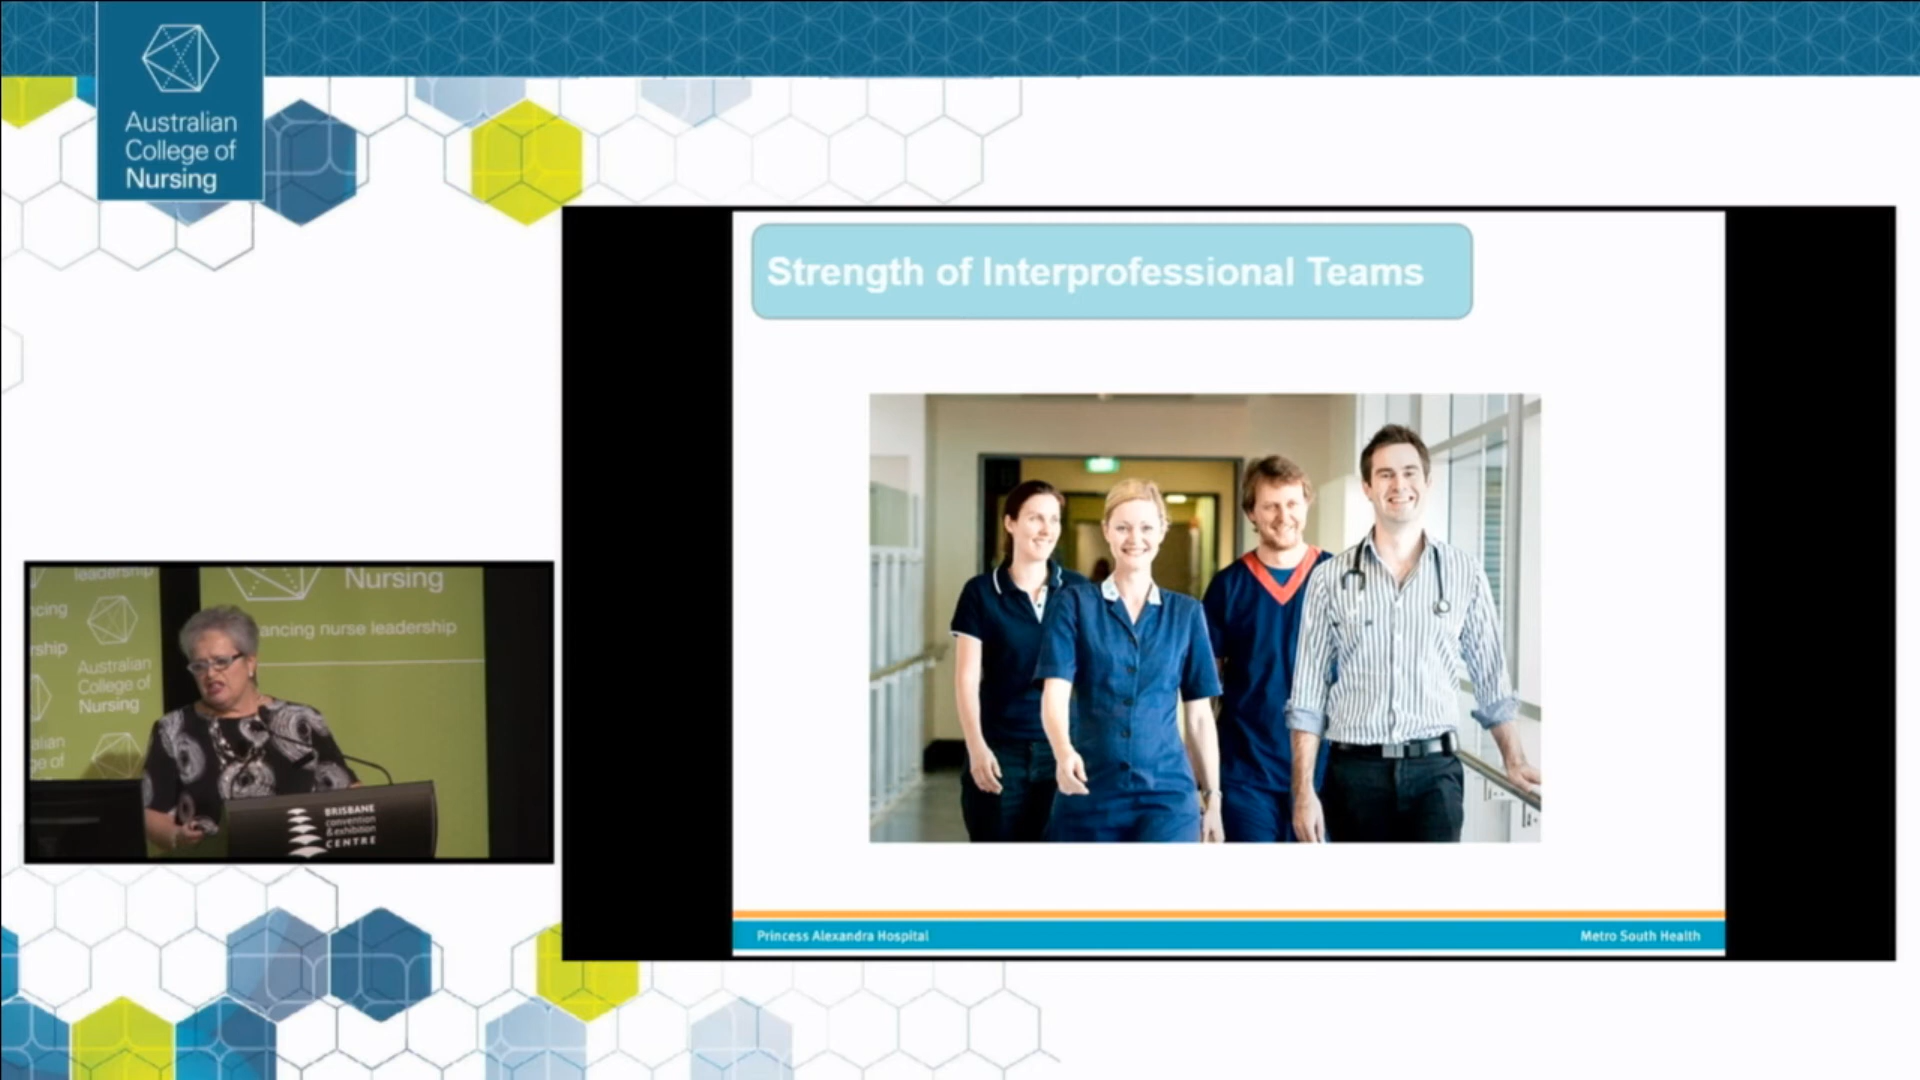 Australian
College of
Nursing
Strength of Interprofessional Teams
leadership
Nursing
ancing nurse leadership
Australian
College of
Nursing
BRISBANE
convention
& exhibition
CENTRE
Princess Alexandra Hospital
Metro South Health